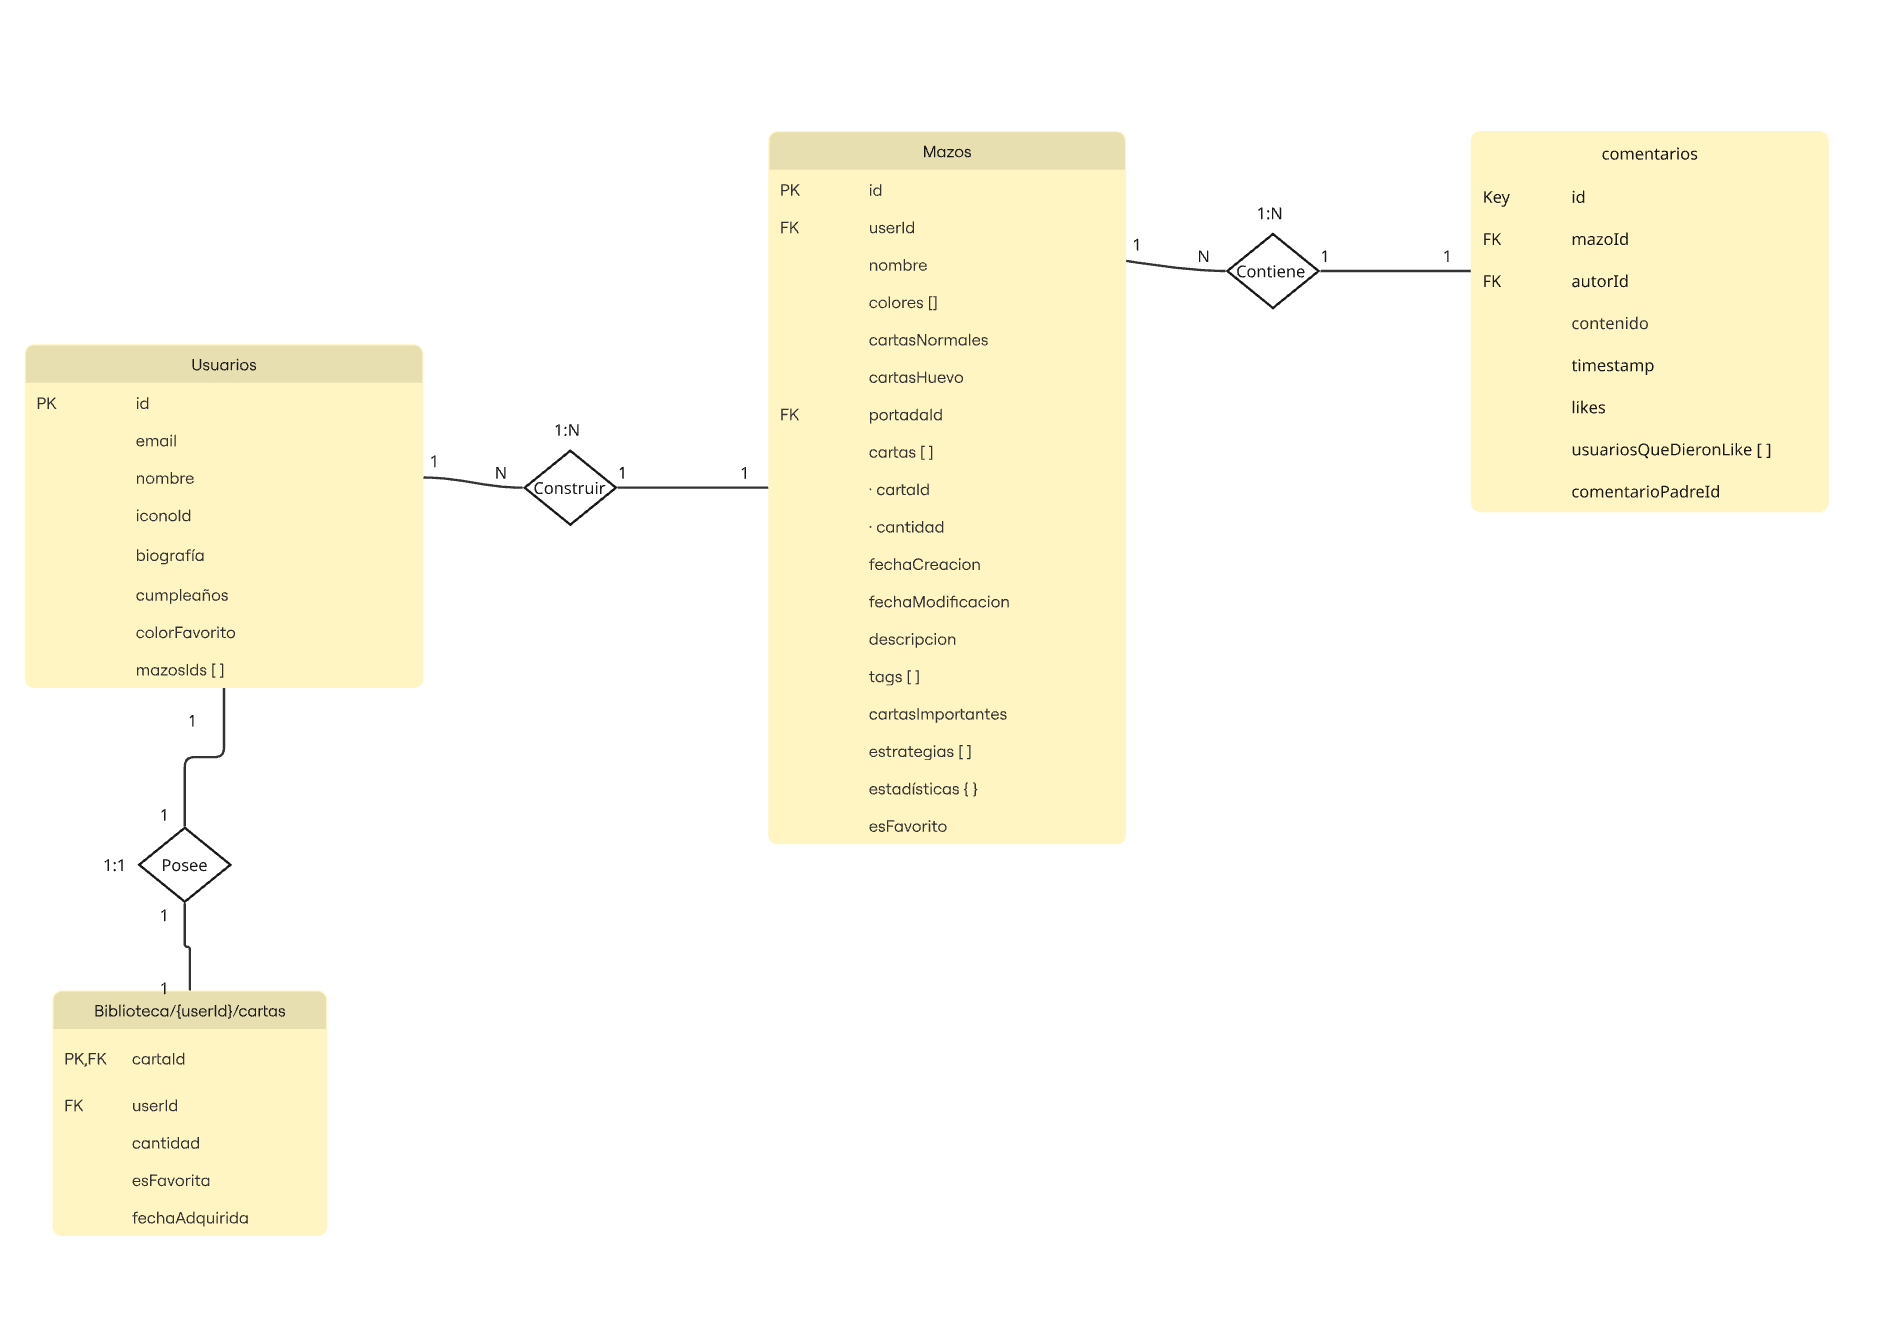 Mazos
PK id
FK userId
nombre
colores []
cartasNormales
cartasHuevo
FK portadaId
cartas [ ]
· cartaId
· cantidad
fechaCreacion
fechaModificacion
descripcion
tags [ ]
cartasImportantes
estrategias [ ]
estadísticas { }
esFavorito
comentarios
Key id
FK mazoId
FK autorId
contenido
timestamp
likes
usuariosQueDieronLike [ ]
comentarioPadreId
1:N
1 N Contiene 1 1
Usuarios
PK id
email
nombre
iconoId
biografía
cumpleaños
colorFavorito
mazosIds [ ]
1:N
1 N Construir 1 1
1
1
1:1 Posee
1
1
Biblioteca/{userId}/cartas
PK,FK cartaId
FK userId
cantidad
esFavorita
fechaAdquirida